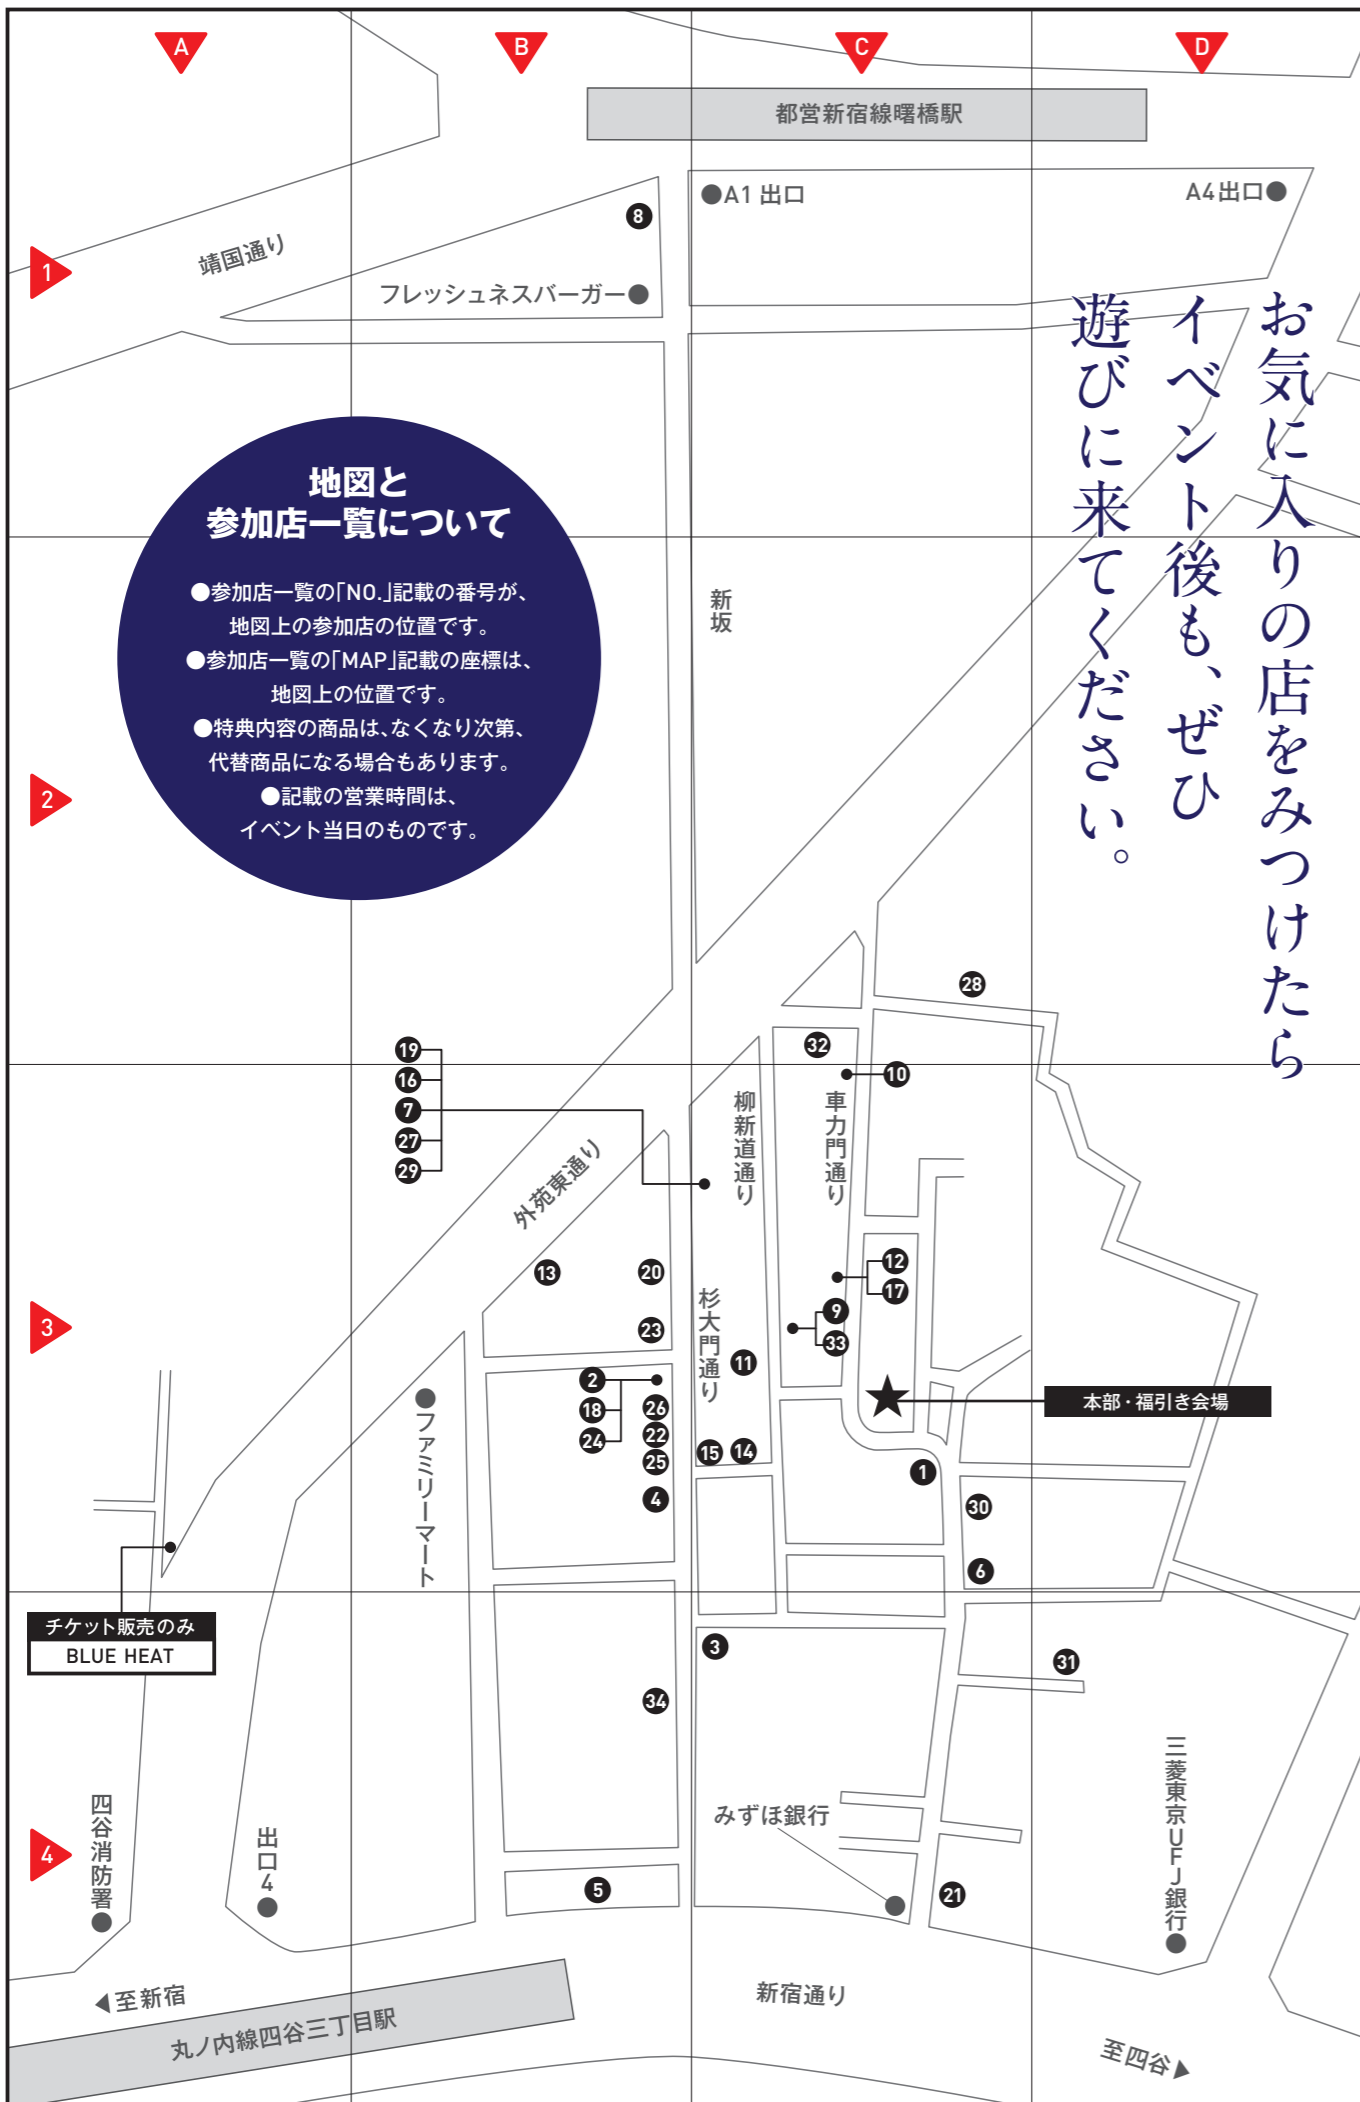 A
B
C
D
都営新宿線曙橋駅
●A1 出口
A4出口●
8
1
靖国通り
フレッシュネスバーガー●
お気に入りの店をみつけたら
イベント後も、ぜひ
遊びに来てください。
地図と
参加店一覧について
●参加店一覧の「NO.」記載の番号が、
地図上の参加店の位置です。
●参加店一覧の「MAP」記載の座標は、
地図上の位置です。
●特典内容の商品は、なくなり次第、
代替商品になる場合もあります。
●記載の営業時間は、
イベント当日のものです。
新坂
2
28
32
19
16
7
27
29
10
柳新道通り
車力門通り
外苑東通り
13
20
12
17
杉大門通り
9
33
3
23
11
2
18
24
26
22
25
4
●ファミリーマート
★
本部・福引き会場
15
14
1
30
6
チケット販売のみ
BLUE HEAT
3
31
34
三菱東京UFJ銀行●
みずほ銀行
四谷消防署●
出口4●
4
5
21
◀至新宿
新宿通り
丸ノ内線四谷三丁目駅
至四谷▶